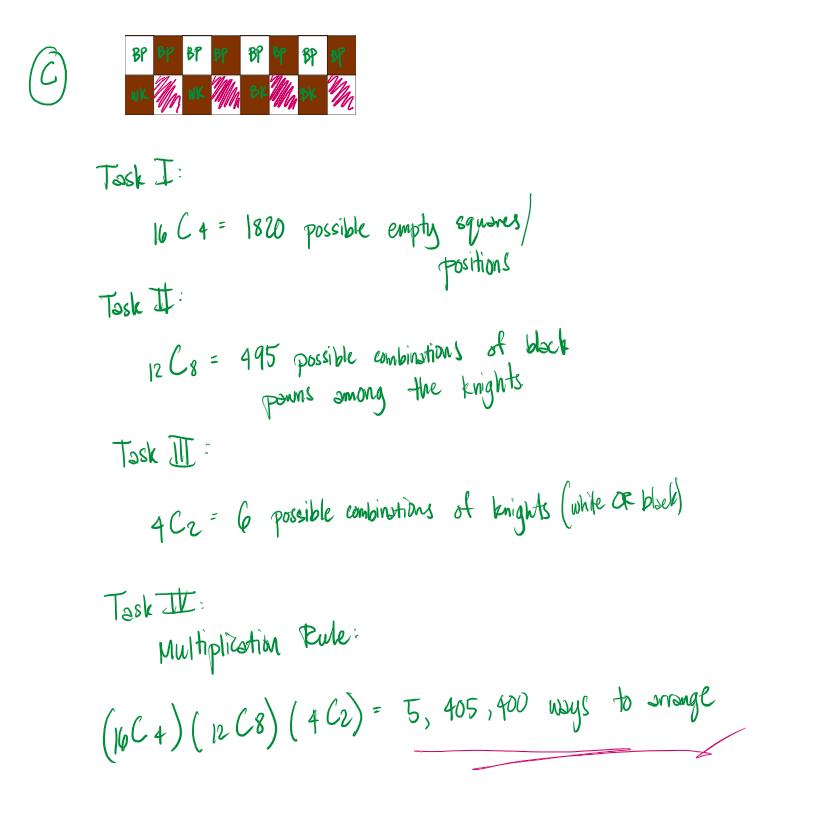 C
BP BP BP BP BP BP BP BP
WK WK BK BK
Task I:
16 C 4 = 1820 possible empty squares/
positions
Task II:
12 C 8 = 495 possible combinations of black
pawns among the knights
Task III:
4 C 2 = 6 possible combinations of knights (white OR black)
Task IV:
Multiplication Rule:
(16 C 4)(12 C 8)(4 C 2) = 5,405,400 ways to arrange